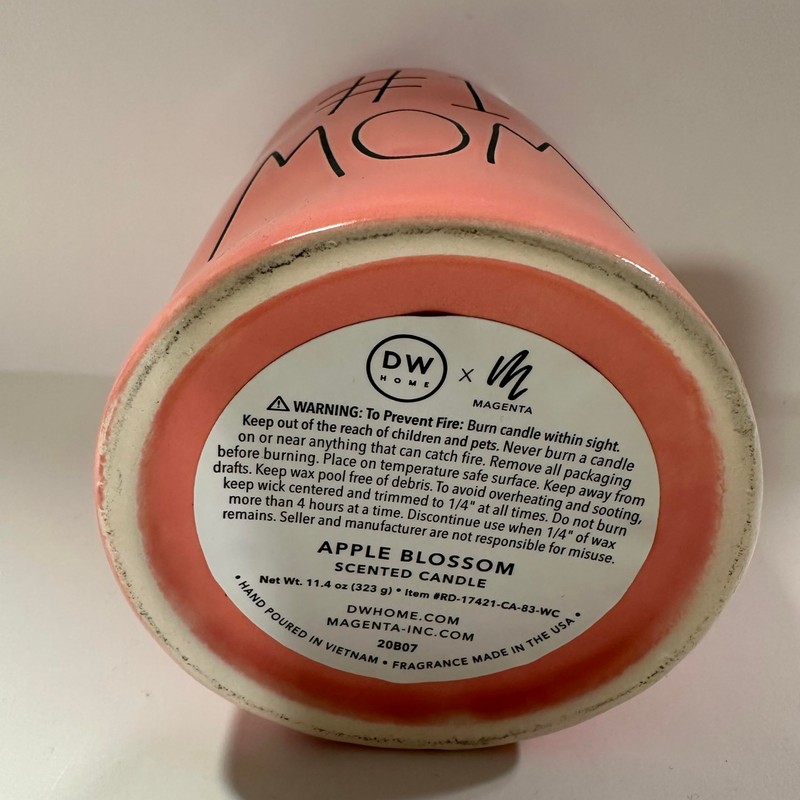 #1
MOM
DW
HOME
x
MAGENTA
WARNING: To Prevent Fire: Burn candle within sight.
Keep out of the reach of children and pets. Never burn a candle
on or near anything that can catch fire. Remove all packaging
before burning. Place on temperature safe surface. Keep away from
drafts. Keep wax pool free of debris. To avoid overheating and sooting,
keep wick centered and trimmed to 1/4" at all times. Do not burn
more than 4 hours at a time. Discontinue use when 1/4" of wax
remains. Seller and manufacturer are not responsible for misuse.
APPLE BLOSSOM
SCENTED CANDLE
Net Wt. 11.4 oz (323 g) • Item #RD-17421-CA-83-WC
DWHOME.COM
MAGENTA-INC.COM
20B07
• HAND POURED IN VIETNAM • FRAGRANCE MADE IN THE USA •